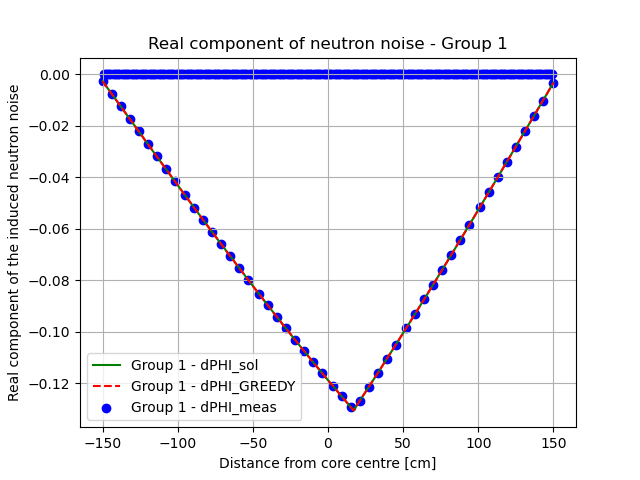 Real component of neutron noise - Group 1
Real component of the induced neutron noise
0.00
−0.02
−0.04
−0.06
−0.08
−0.10
−0.12
Group 1 - dPHI_sol
Group 1 - dPHI_GREEDY
Group 1 - dPHI_meas
−150
−100
−50
0
50
100
150
Distance from core centre [cm]